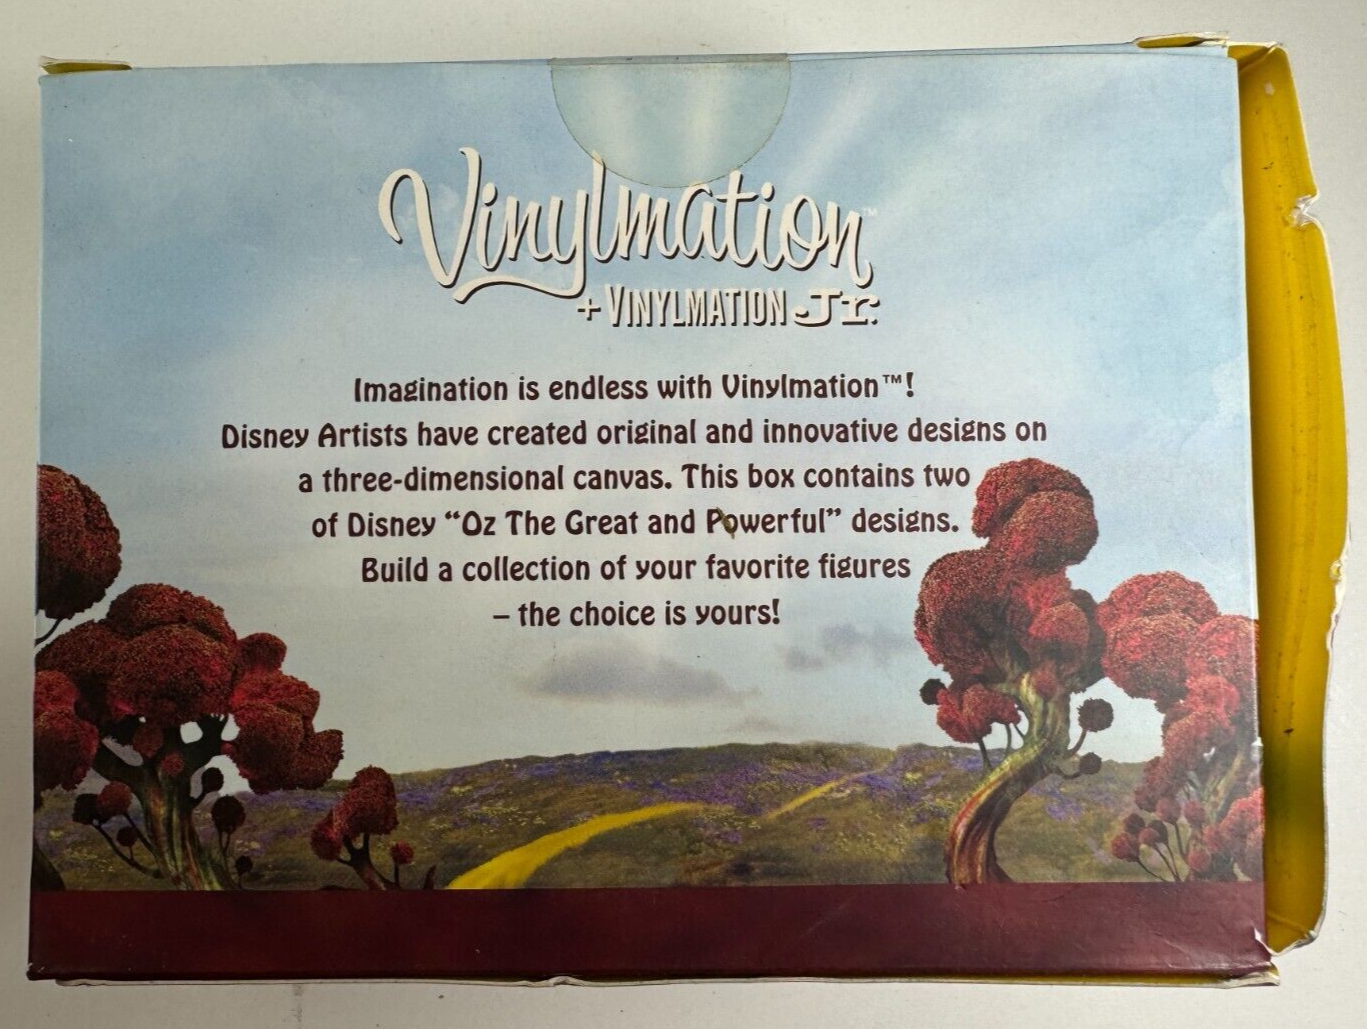 Vinylmation™
+ VINYLMATION Jr.
Imagination is endless with Vinylmation™!
Disney Artists have created original and innovative designs on
a three-dimensional canvas. This box contains two
of Disney “Oz The Great and Powerful” designs.
Build a collection of your favorite figures
– the choice is yours!